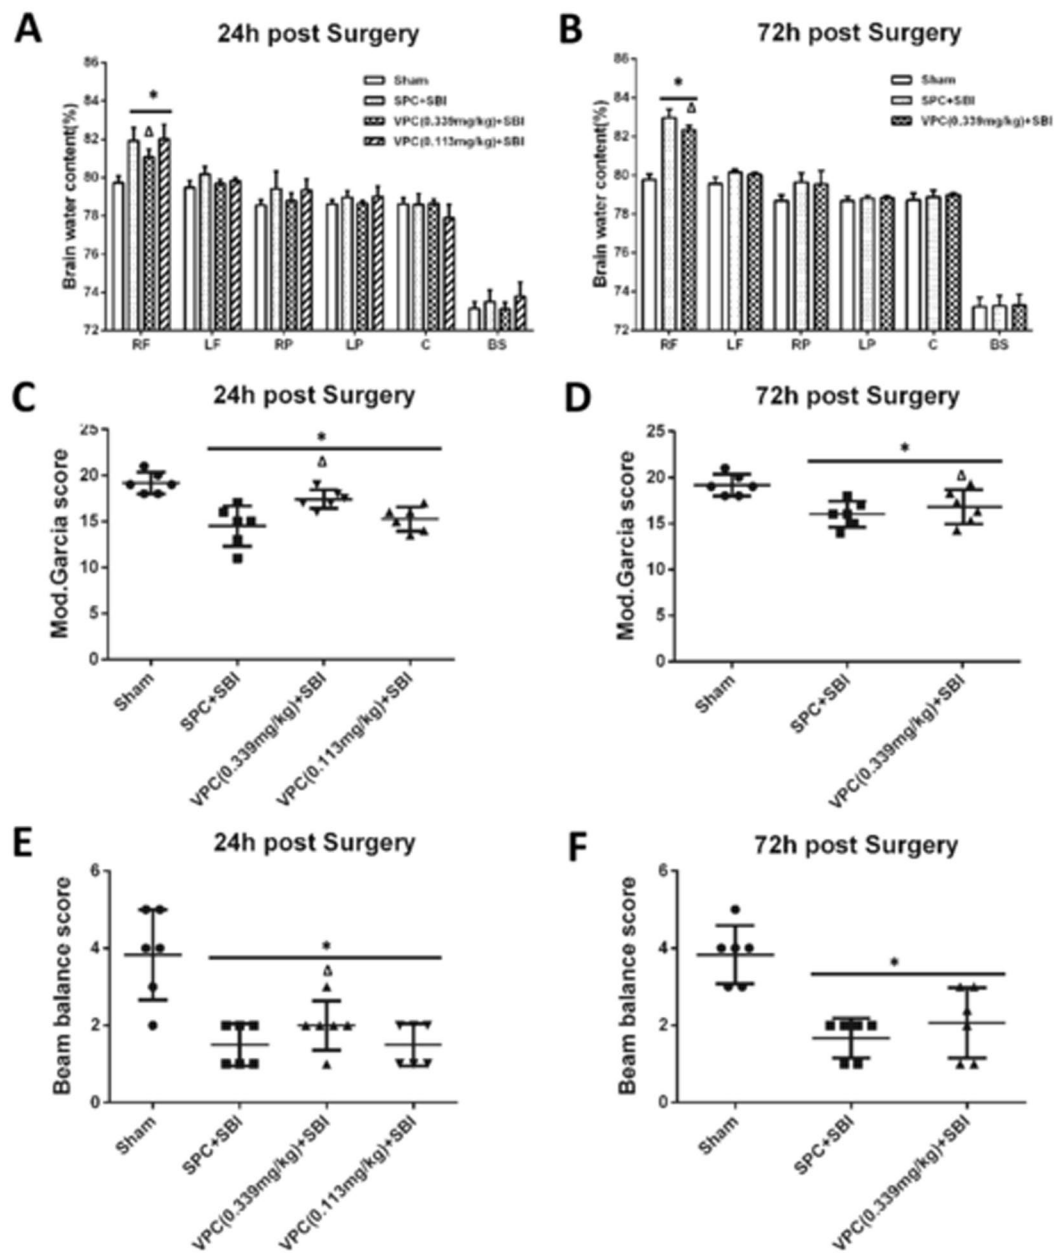 A
24h post Surgery
Brain water content(%)
86
84
82
80
78
76
74
72
*
Δ
Sham
SPC+SBI
VPC(0.339mg/kg)+SBI
VPC(0.113mg/kg)+SBI
RF LF RP LP C BS
B
72h post Surgery
Brain water content(%)
86
84
82
80
78
76
74
72
*
Δ
Sham
SPC+SBI
VPC(0.339mg/kg)+SBI
RF LF RP LP C BS
C
24h post Surgery
Mod.Garcia score
25
20
15
10
5
0
*
Δ
Sham
SPC+SBI
VPC(0.339mg/kg)+SBI
VPC(0.113mg/kg)+SBI
D
72h post Surgery
Mod.Garcia score
25
20
15
10
5
0
*
Δ
Sham
SPC+SBI
VPC(0.339mg/kg)+SBI
E
24h post Surgery
Beam balance score
6
4
2
0
*
Δ
Sham
SPC+SBI
VPC(0.339mg/kg)+SBI
VPC(0.113mg/kg)+SBI
F
72h post Surgery
Beam balance score
6
4
2
0
*
Sham
SPC+SBI
VPC(0.339mg/kg)+SBI